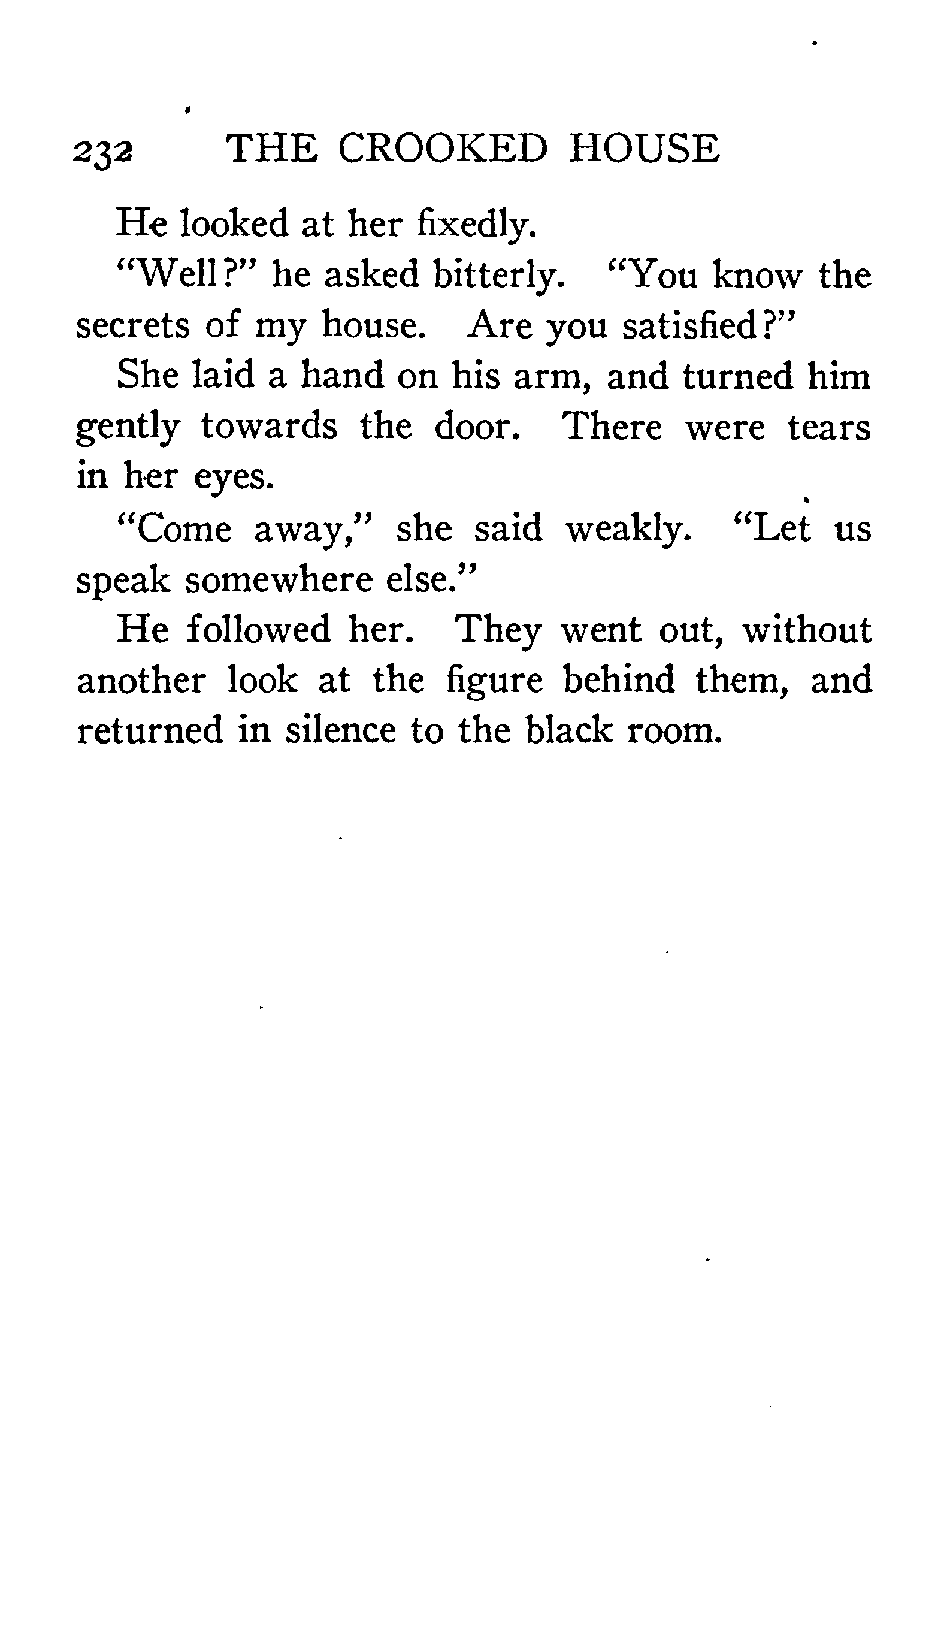 232 THE CROOKED HOUSE
He looked at her fixedly.
“Well?” he asked bitterly. “You know the
secrets of my house. Are you satisfied?”
She laid a hand on his arm, and turned him
gently towards the door. There were tears
in her eyes.
“Come away,” she said weakly. “Let us
speak somewhere else.”
He followed her. They went out, without
another look at the figure behind them, and
returned in silence to the black room.